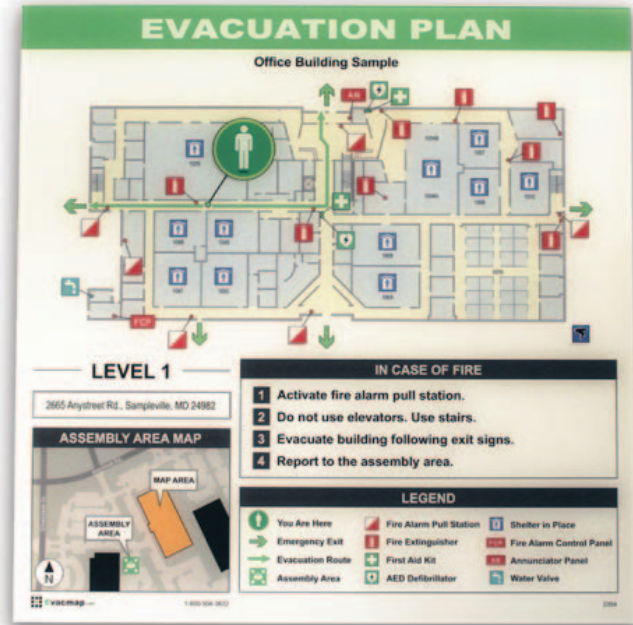 EVACUATION PLAN
Office Building Sample
AN
FCP
LEVEL 1
2665 Anystreet Rd., Sampleville, MD 24982
ASSEMBLY AREA MAP
MAP AREA
ASSEMBLY
AREA
N
IN CASE OF FIRE
1 Activate fire alarm pull station.
2 Do not use elevators. Use stairs.
3 Evacuate building following exit signs.
4 Report to the assembly area.
LEGEND
You Are Here
Emergency Exit
Evacuation Route
Assembly Area
Fire Alarm Pull Station
Fire Extinguisher
First Aid Kit
AED Defibrillator
Shelter in Place
FCP Fire Alarm Control Panel
AN Annunciator Panel
Water Valve
Evacmap